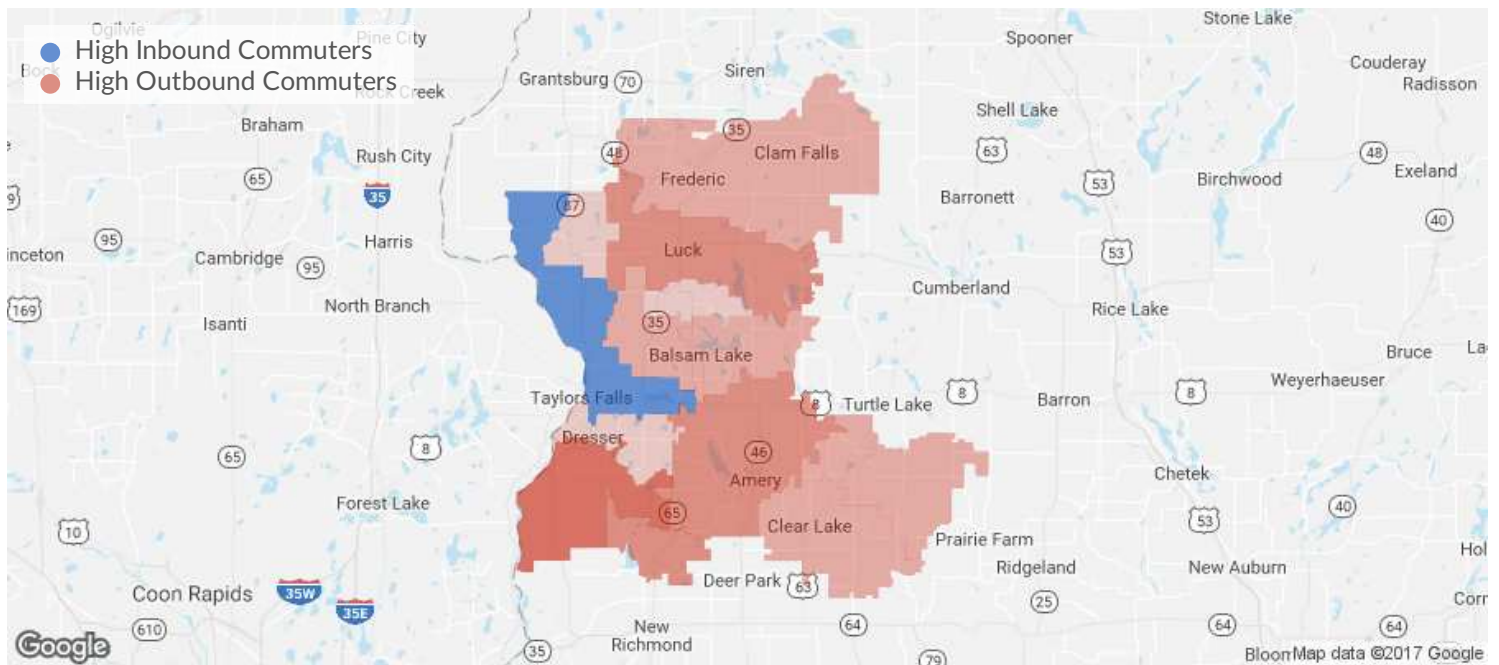 High Inbound Commuters
High Outbound Commuters
Ogilvie
Pine City
Bock
Rock Creek
Braham
Rush City
65
35
95
Harris
Cambridge
95
inceton
North Branch
169
Isanti
65
8
Forest Lake
10
Coon Rapids
35W
35E
610
Google
Grantsburg
70
Siren
Spooner
Stone Lake
Couderay
Radisson
Shell Lake
35
48
Clam Falls
63
48
Frederic
Exeland
53
Birchwood
Barronett
87
40
Luck
53
Cumberland
Rice Lake
35
Balsam Lake
Bruce
Weyerhaeuser
Taylors Falls
8
Turtle Lake
8
Barron
8
Dresser
46
Amery
Chetek
65
Clear Lake
40
53
Prairie Farm
Deer Park
63
Ridgeland
New Auburn
25
New
Richmond
64
64
64
35
79
Map data ©2017 Google